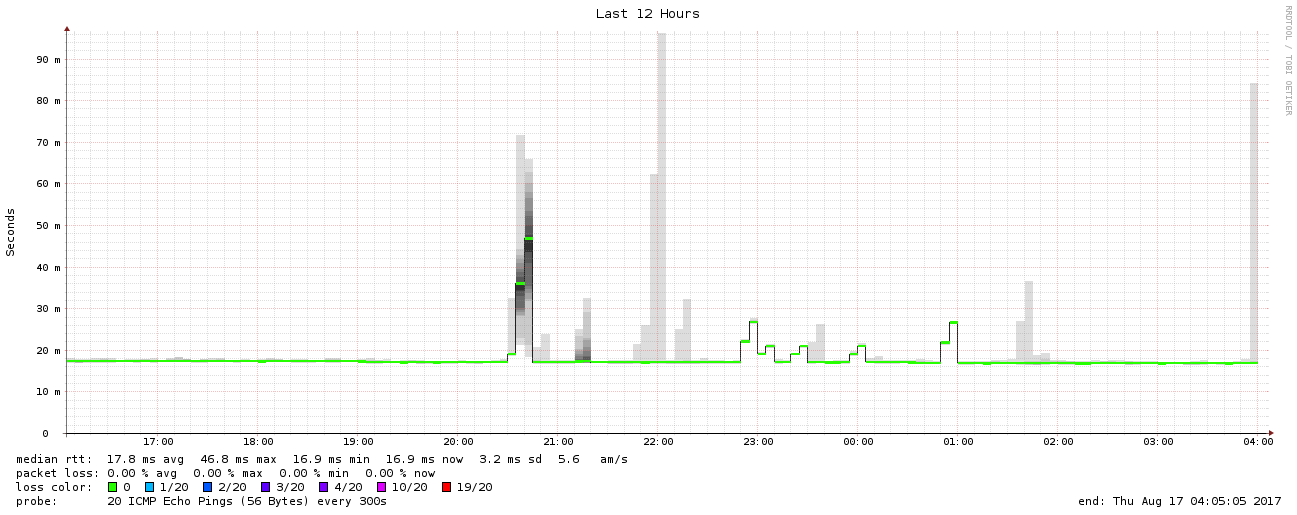 Last 12 Hours
RRDTOOL / TOBI OETIKER
Seconds
90 m
80 m
70 m
60 m
50 m
40 m
30 m
20 m
10 m
0
17:00 18:00 19:00 20:00 21:00 22:00 23:00 00:00 01:00 02:00 03:00 04:00
median rtt: 17.8 ms avg 46.8 ms max 16.9 ms min 16.9 ms now 3.2 ms sd 5.6 am/s
packet loss: 0.00 % avg 0.00 % max 0.00 % min 0.00 % now
loss color: 0 1/20 2/20 3/20 4/20 10/20 19/20
probe: 20 ICMP Echo Pings (56 Bytes) every 300s end: Thu Aug 17 04:05:05 2017